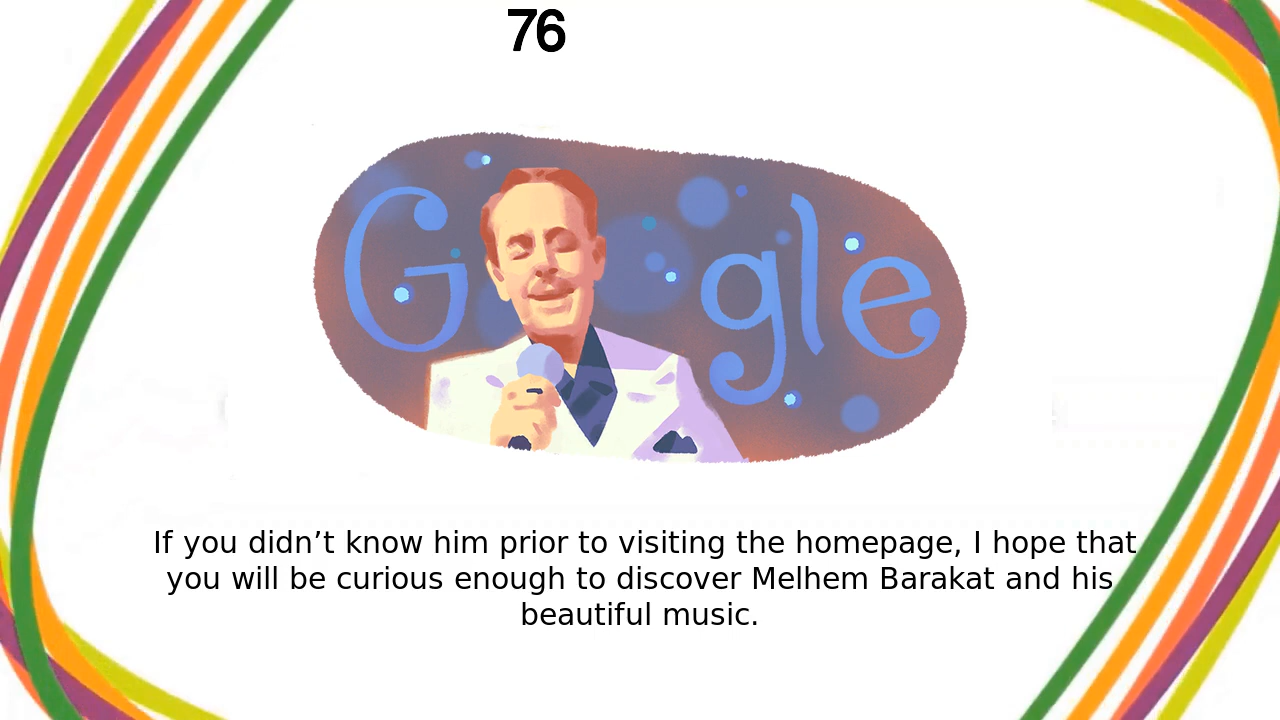 76
Google
If you didn’t know him prior to visiting the homepage, I hope that
you will be curious enough to discover Melhem Barakat and his
beautiful music.